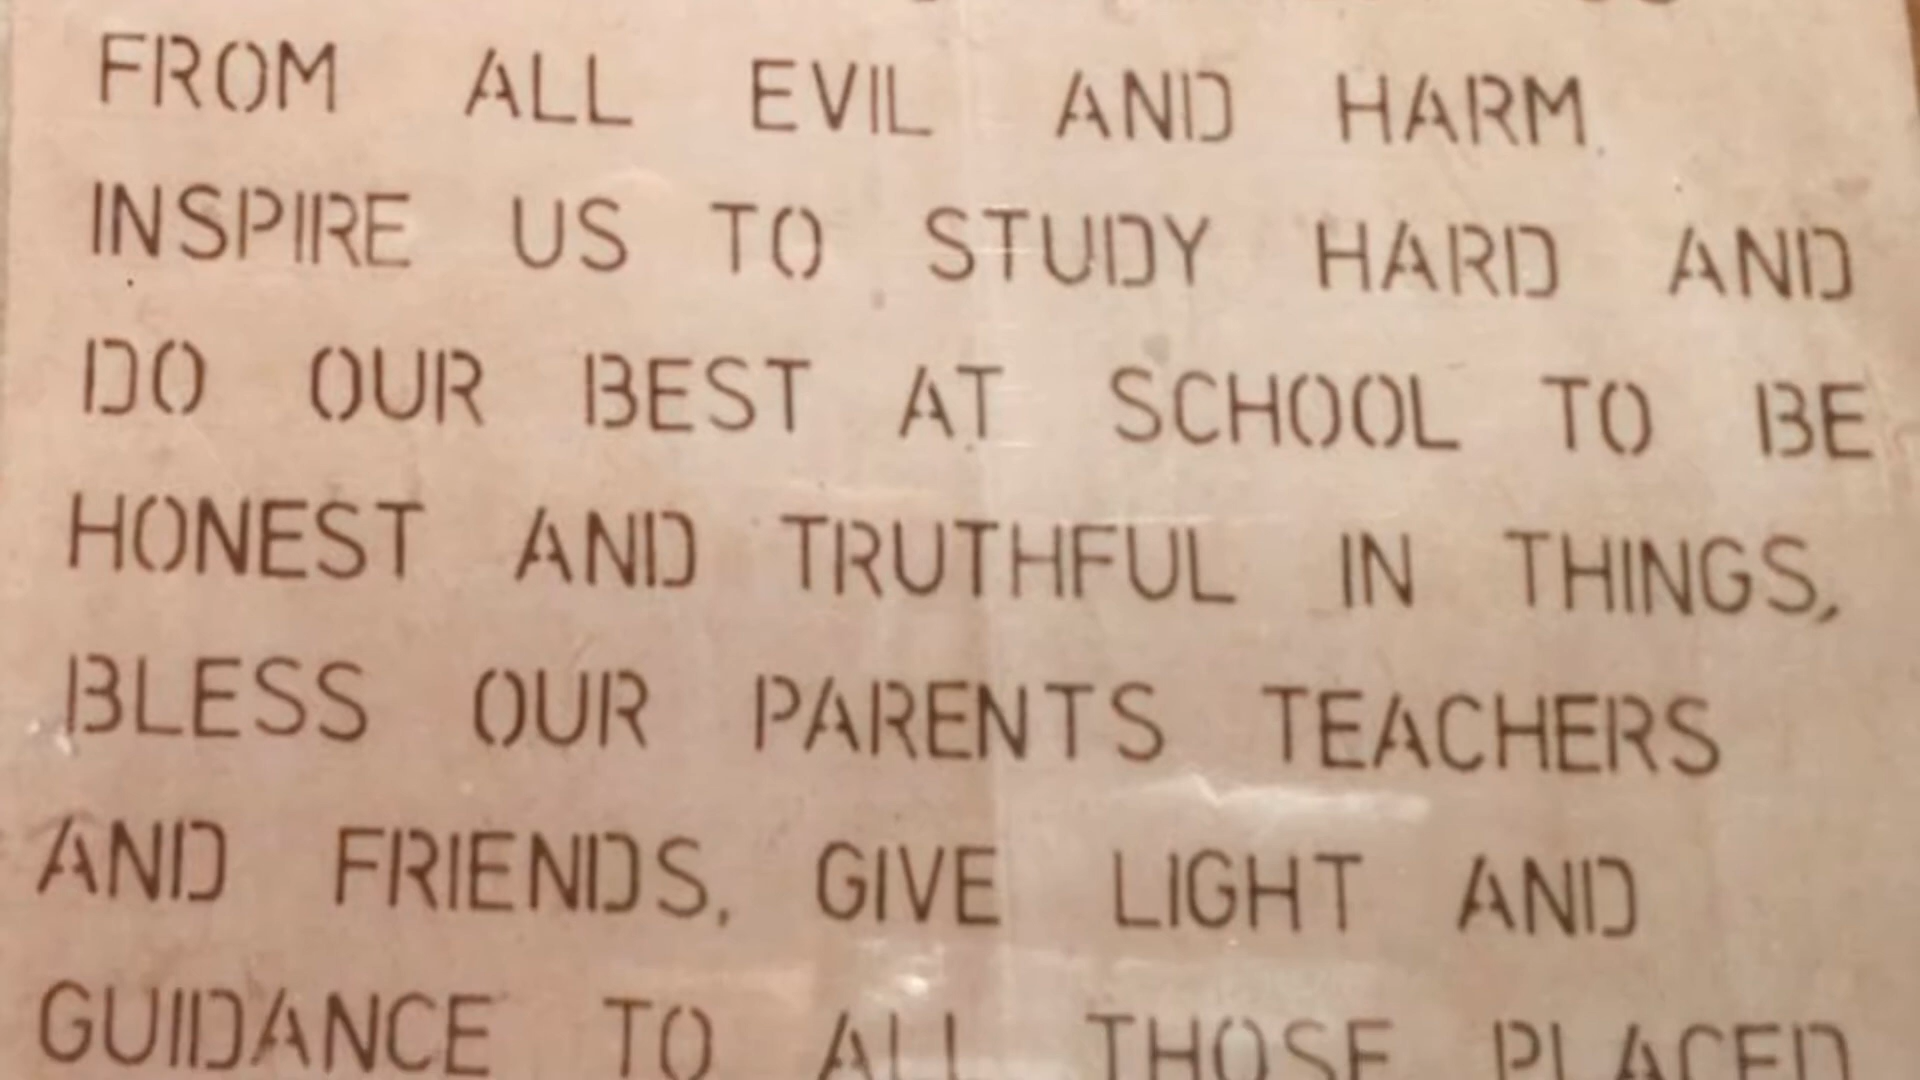 FROM ALL EVIL AND HARM.
INSPIRE US TO STUDY HARD AND
DO OUR BEST AT SCHOOL TO BE
HONEST AND TRUTHFUL IN THINGS,
BLESS OUR PARENTS TEACHERS
AND FRIENDS, GIVE LIGHT AND
GUIDANCE TO ALL THOSE PLACED